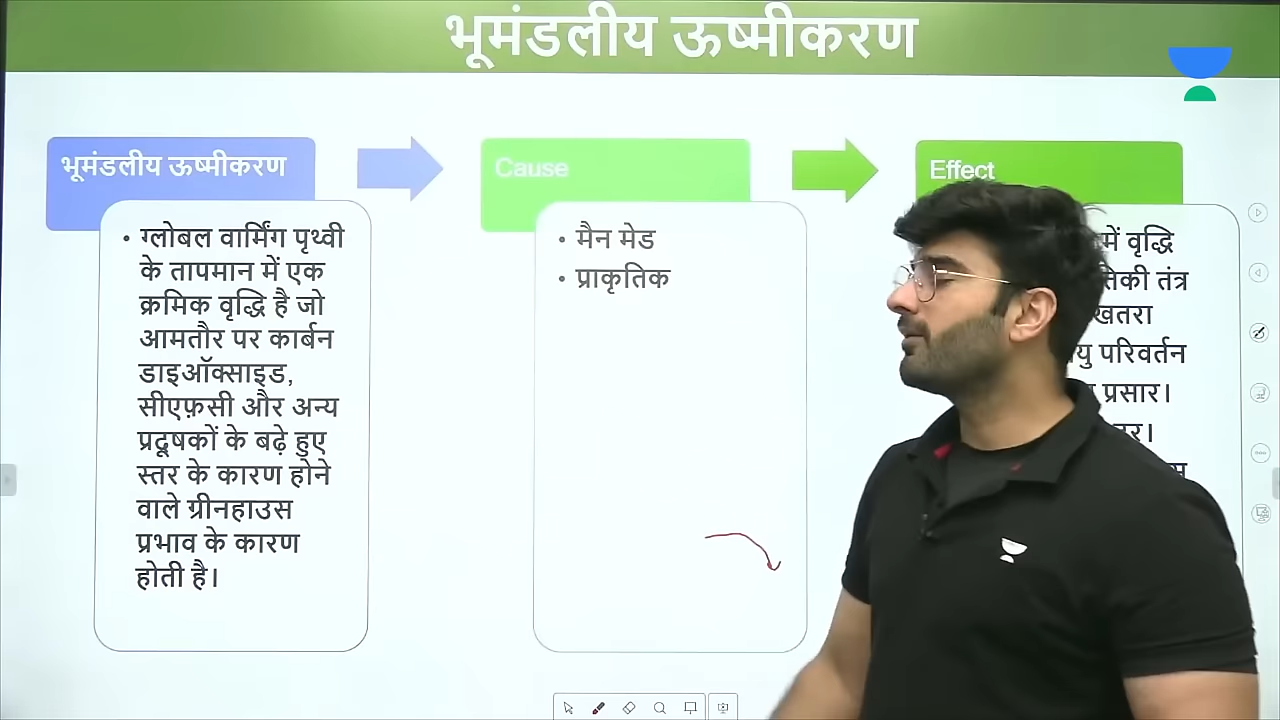 भूमंडलीय ऊष्मीकरण
भूमंडलीय ऊष्मीकरण
• ग्लोबल वार्मिंग पृथ्वी
के तापमान में एक
क्रमिक वृद्धि है जो
आमतौर पर कार्बन
डाइऑक्साइड,
सीएफ़सी और अन्य
प्रदूषकों के बढ़े हुए
स्तर के कारण होने
वाले ग्रीनहाउस
प्रभाव के कारण
होती है।
Cause
• मैन मेड
• प्राकृतिक
Effect
में वृद्धि
तंत्र
खतरा
परिवर्तन
प्रसार।